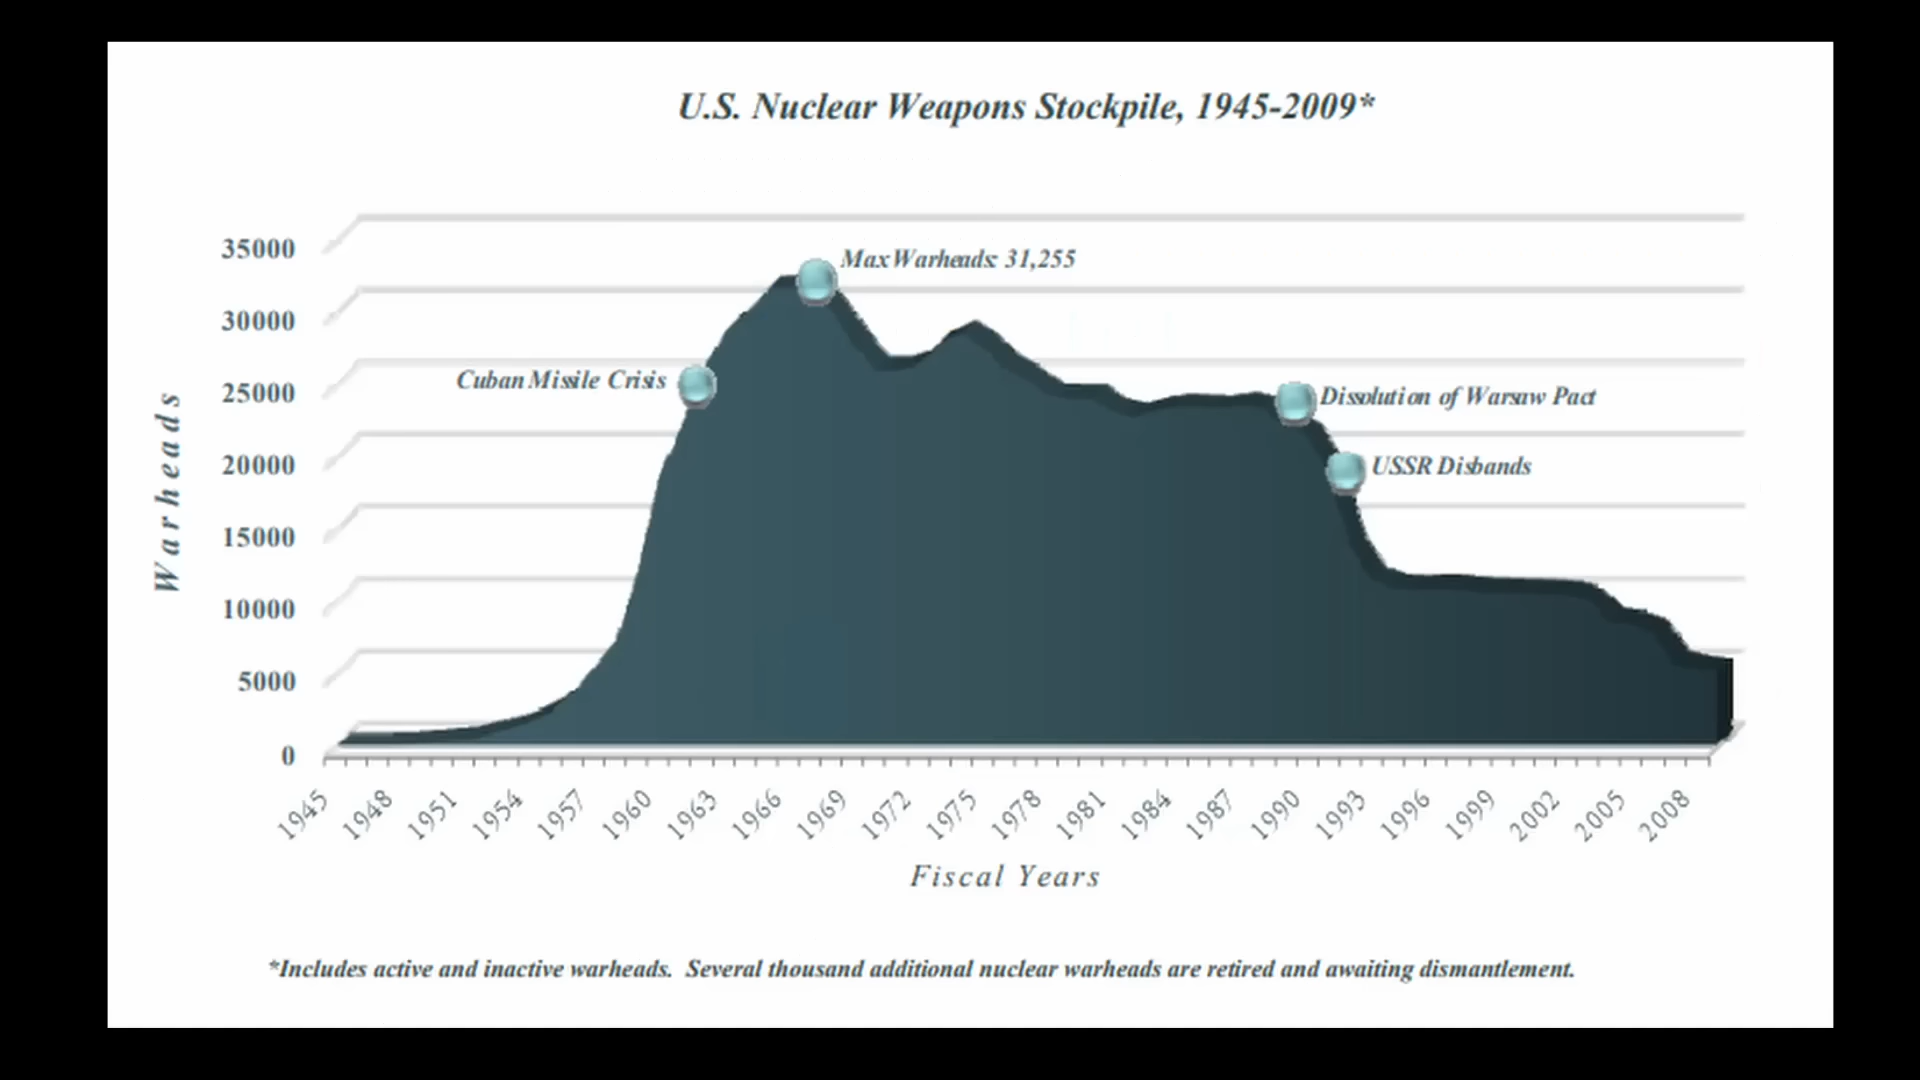 U.S. Nuclear Weapons Stockpile, 1945-2009*
35000
30000
25000
20000
15000
10000
5000
0
Warheads
Max Warheads: 31,255
Cuban Missile Crisis
Dissolution of Warsaw Pact
USSR Disbands
1945 1948 1951 1954 1957 1960 1963 1966 1969 1972 1975 1978 1981 1984 1987 1990 1993 1996 1999 2002 2005 2008
Fiscal Years
*Includes active and inactive warheads. Several thousand additional nuclear warheads are retired and awaiting dismantlement.